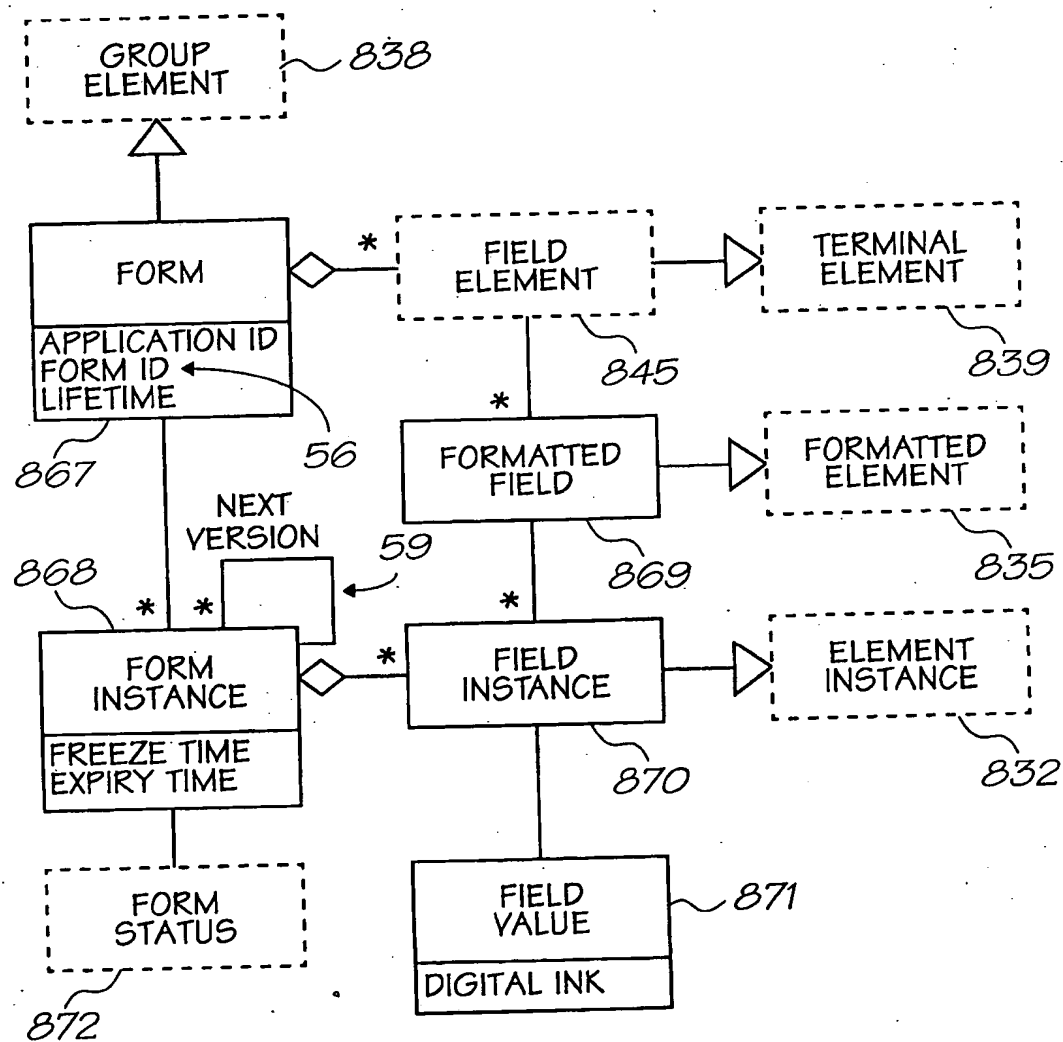 GROUP
ELEMENT
838
FORM
APPLICATION ID
FORM ID
LIFETIME
867
56
*
FIELD
ELEMENT
845
TERMINAL
ELEMENT
839
*
FORMATTED
FIELD
869
FORMATTED
ELEMENT
835
NEXT
VERSION
59
868
*
*
FORM
INSTANCE
FREEZE TIME
EXPIRY TIME
*
*
FIELD
INSTANCE
870
ELEMENT
INSTANCE
832
FORM
STATUS
872
FIELD
VALUE
871
DIGITAL INK